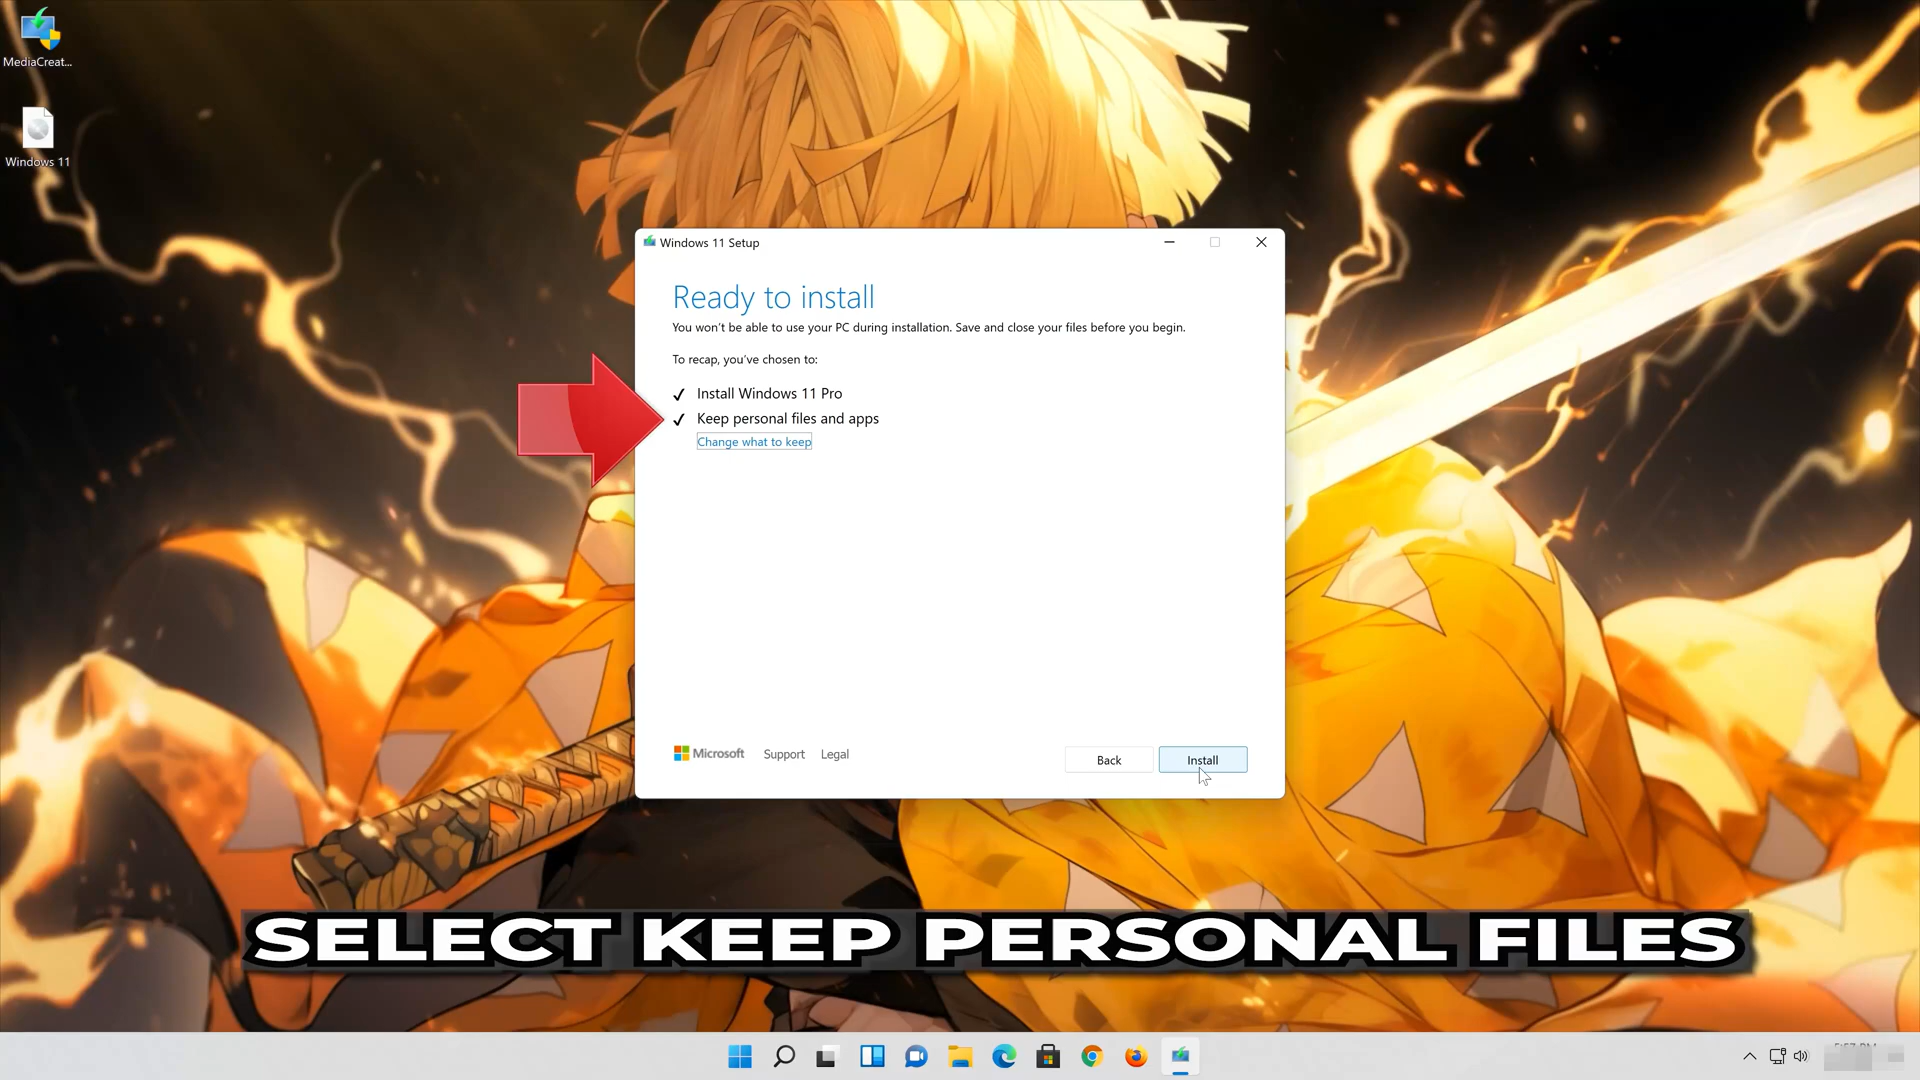 MediaCreat...
Windows 11
Windows 11 Setup
Ready to install
You won't be able to use your PC during installation. Save and close your files before you begin.
To recap, you've chosen to:
✓ Install Windows 11 Pro
✓ Keep personal files and apps
Change what to keep
Microsoft Support Legal
Back Install
SELECT KEEP PERSONAL FILES